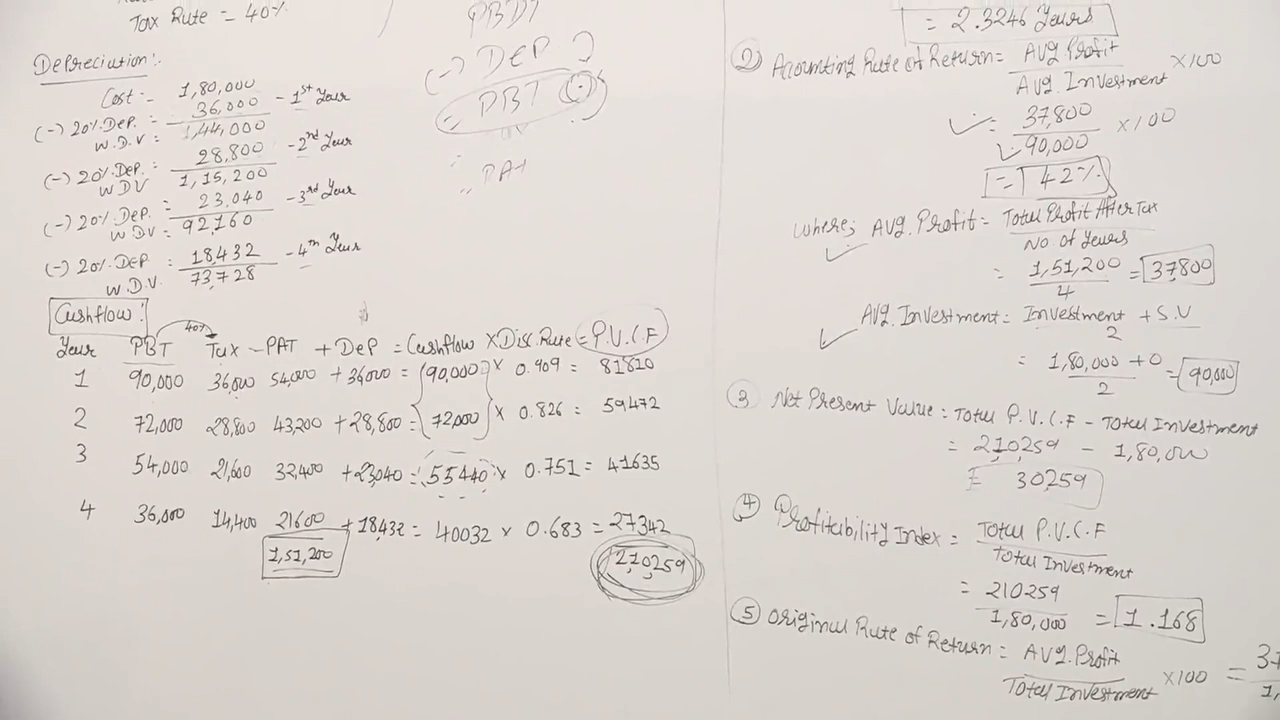 Tax Rate = 40%
Depreciation:-
Cost:- 1,80,000
(-) 20% Dep. = 36,000 - 1st Year
W.D.V = 1,44,000
(-) 20% Dep. = 28,800 - 2nd Year
WDV 1,15,200
(-) 20% Dep. = 23,040 - 3rd Year
WDV = 92,160
(-) 20% Dep : 18,432 - 4th Year
W.D.V. 73,728
PBDT
(-) DEP
= PBT (-)
PAT
Cashflow:
40%
Year PBT Tax - PAT + Dep = Cashflow X Disc.Rate = P.V.C.F
1 90,000 36,000 54,000 + 36,000 = 90,000 X 0.909 = 81810
2 72,000 28,800 43,200 + 28,800 = 72,000 X 0.826 = 59472
3 54,000 21,600 32,400 + 23,040 = 55440 X 0.751 = 41635
4 36,000 14,400 21600 + 18,432 = 40032 X 0.683 = 27342
1,51,200 210259
= 2.3246 Years
② Accounting Rate of Return = Avg Profit / Avg. Investment X100
= 37,800 / 90,000 X100
= 42%
where; Avg. Profit = Total Profit After Tax / No. of Years
= 1,51,200 / 4 = 37800
Avg. Investment = Investment + S.V / 2
= 1,80,000 + 0 / 2 = 90,000
③ Net Present Value = Total P.V.C.F - Total Investment
= 210259 - 1,80,000
= 30259
④ Profitability Index = Total P.V.C.F / Total Investment
= 210259 / 1,80,000 = 1.168
⑤ Original Rate of Return = Avg. Profit / Total Investment X100 =